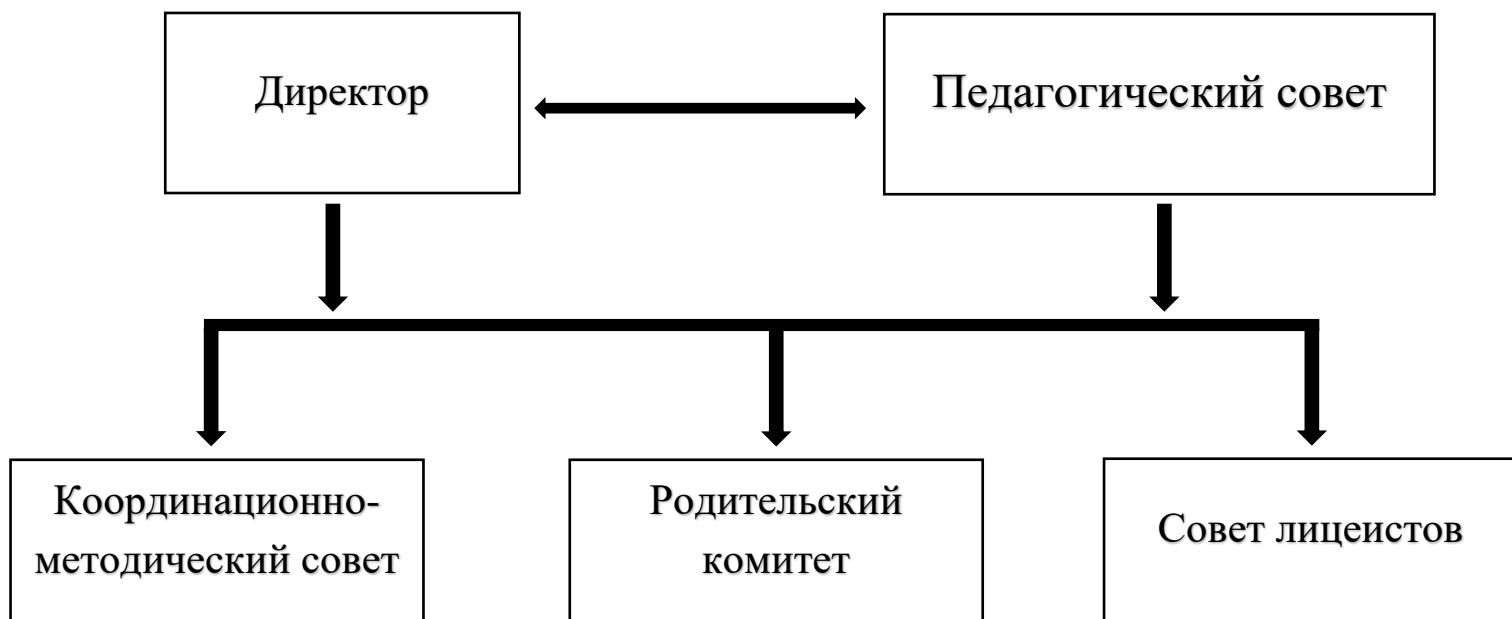 Директор
Педагогический совет
Координационно-
методический совет
Родительский
комитет
Совет лицеистов